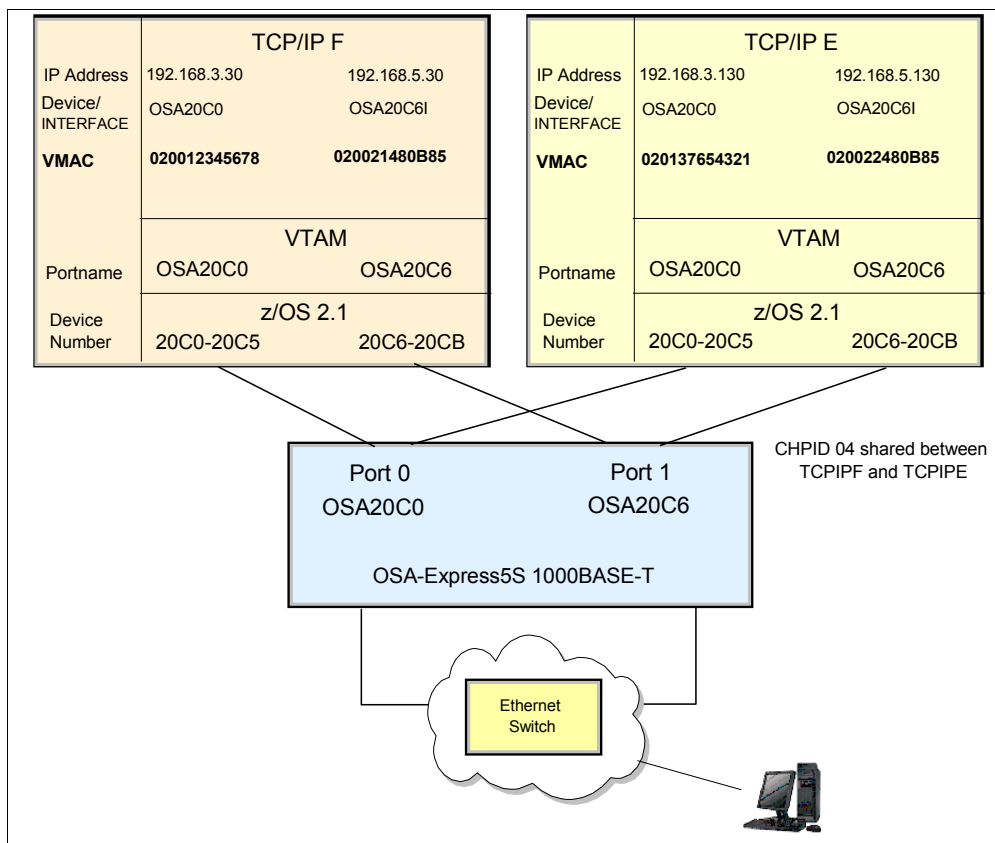 TCP/IP F
IP Address 192.168.3.30 192.168.5.30
Device/ INTERFACE OSA20C0 OSA20C6I
VMAC 020012345678 020021480B85
VTAM
Portname OSA20C0 OSA20C6
z/OS 2.1
Device Number 20C0-20C5 20C6-20CB
TCP/IP E
IP Address 192.168.3.130 192.168.5.130
Device/ INTERFACE OSA20C0 OSA20C6I
VMAC 020137654321 020022480B85
VTAM
Portname OSA20C0 OSA20C6
z/OS 2.1
Device Number 20C0-20C5 20C6-20CB
CHPID 04 shared between
TCPIPF and TCPIPE
Port 0 Port 1
OSA20C0 OSA20C6
OSA-Express5S 1000BASE-T
Ethernet
Switch